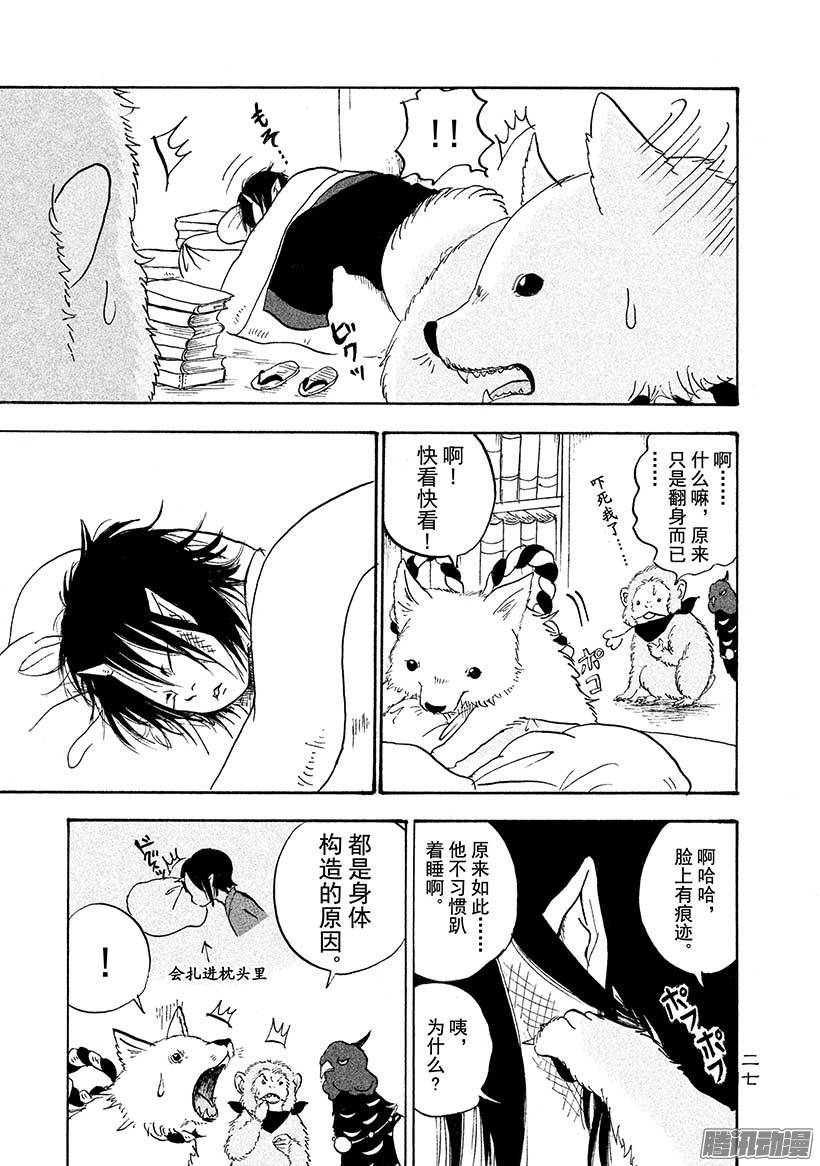 !!
もそ…
ビクッ
啊……
什么嘛，原来
只是翻身而已
……
吓死我了……
啊！
快看快看！
ポコ
啊哈哈，
脸上有痕迹。
ポフポフ
原来如此……
他不习惯趴
着睡啊。
咦，
为什么？
都是身体
构造的原因。
会扎进枕头里
！
二七
腾讯动漫